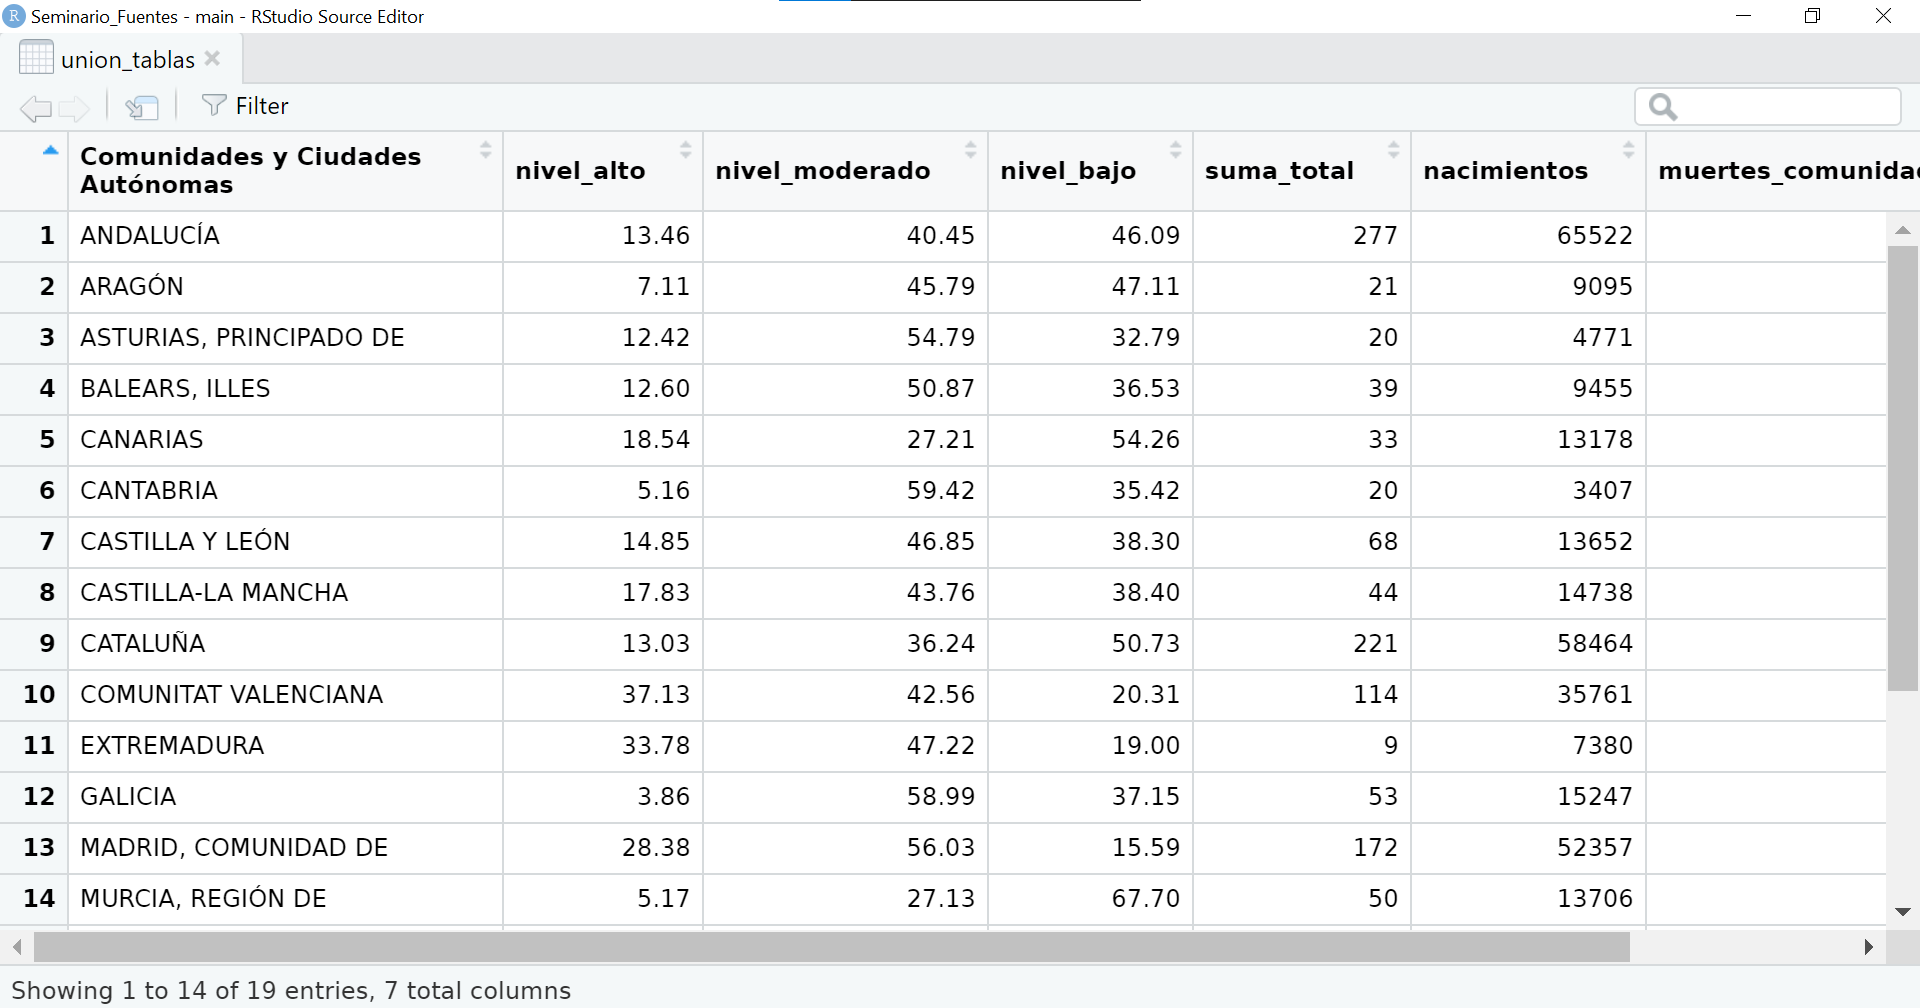 Seminario_Fuentes - main - RStudio Source Editor
union_tablas
Filter
Comunidades y Ciudades Autónomas nivel_alto nivel_moderado nivel_bajo suma_total nacimientos muertes_comunidad
1 ANDALUCÍA 13.46 40.45 46.09 277 65522
2 ARAGÓN 7.11 45.79 47.11 21 9095
3 ASTURIAS, PRINCIPADO DE 12.42 54.79 32.79 20 4771
4 BALEARS, ILLES 12.60 50.87 36.53 39 9455
5 CANARIAS 18.54 27.21 54.26 33 13178
6 CANTABRIA 5.16 59.42 35.42 20 3407
7 CASTILLA Y LEÓN 14.85 46.85 38.30 68 13652
8 CASTILLA-LA MANCHA 17.83 43.76 38.40 44 14738
9 CATALUÑA 13.03 36.24 50.73 221 58464
10 COMUNITAT VALENCIANA 37.13 42.56 20.31 114 35761
11 EXTREMADURA 33.78 47.22 19.00 9 7380
12 GALICIA 3.86 58.99 37.15 53 15247
13 MADRID, COMUNIDAD DE 28.38 56.03 15.59 172 52357
14 MURCIA, REGIÓN DE 5.17 27.13 67.70 50 13706
Showing 1 to 14 of 19 entries, 7 total columns